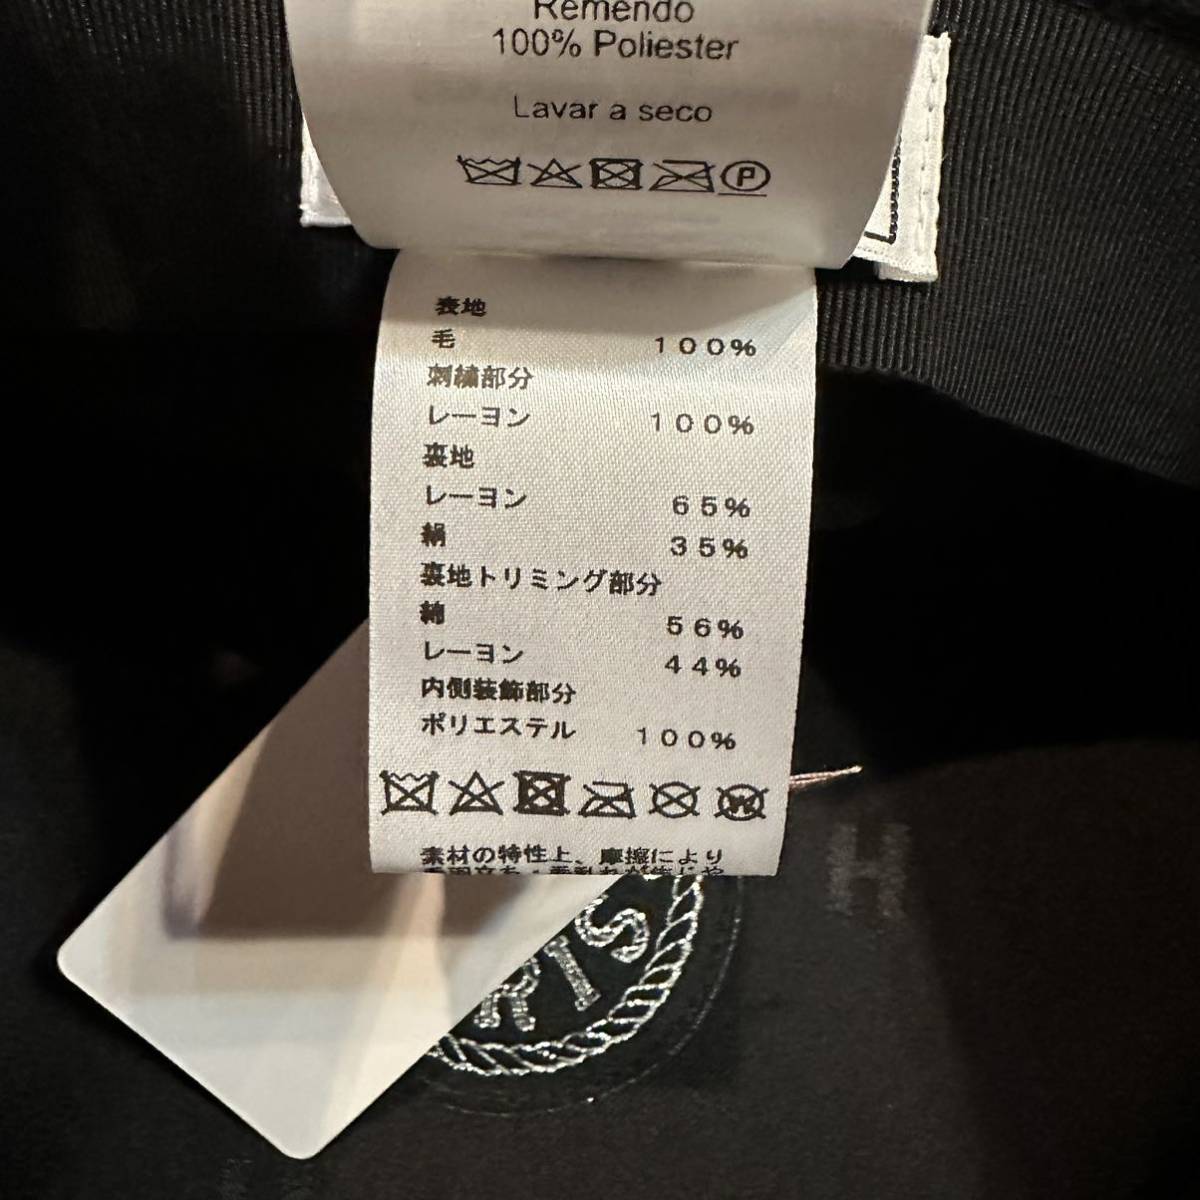 Remendo
100% Poliester
Lavar a seco
P
表地
毛 100%
刺繍部分
レーヨン 100%
裏地
レーヨン 65%
絹 35%
裏地トリミング部分
綿 56%
レーヨン 44%
内側装飾部分
ポリエステル 100%
W
素材の特性上、摩擦により
H
RIS